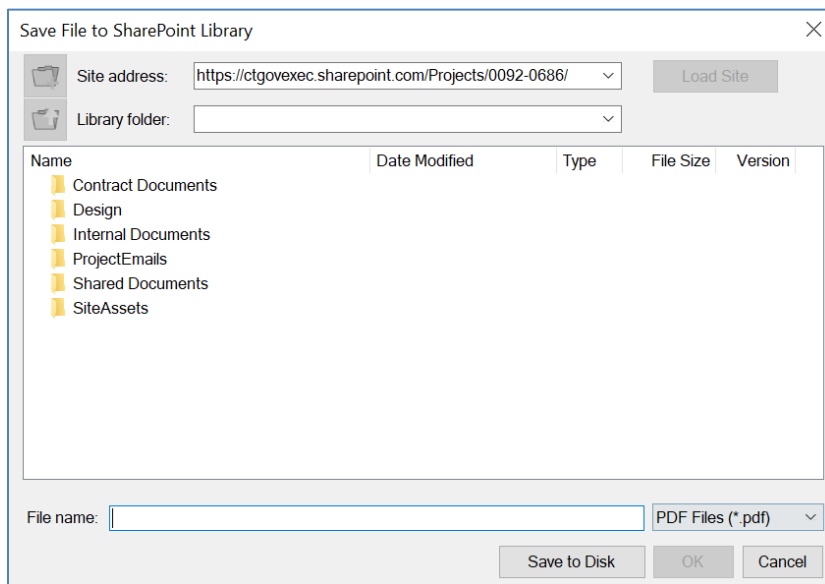 Save File to SharePoint Library
Site address: https://ctgovexec.sharepoint.com/Projects/0092-0686/ Load Site
Library folder:
Name Date Modified Type File Size Version
Contract Documents
Design
Internal Documents
ProjectEmails
Shared Documents
SiteAssets
File name: PDF Files (*.pdf)
Save to Disk OK Cancel